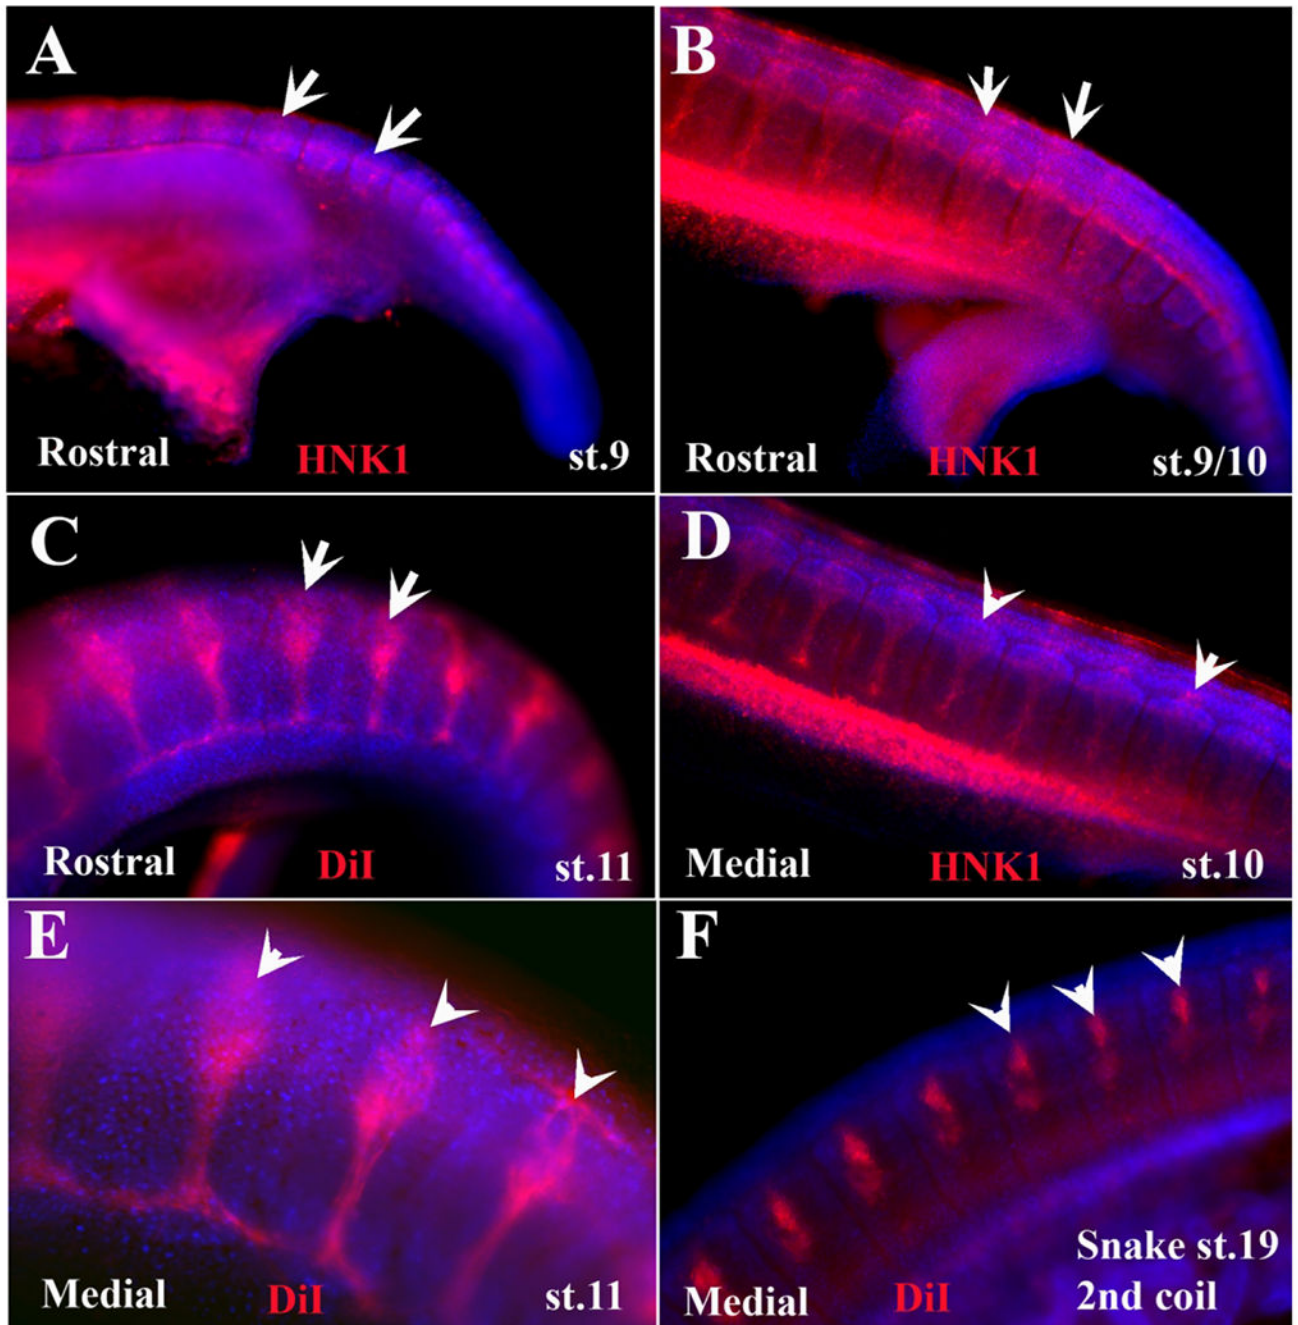 A
Rostral HNK1 st.9
B
Rostral HNK1 st.9/10
C
Rostral DiI st.11
D
Medial HNK1 st.10
E
Medial DiI st.11
F
Snake st.19
Medial DiI 2nd coil